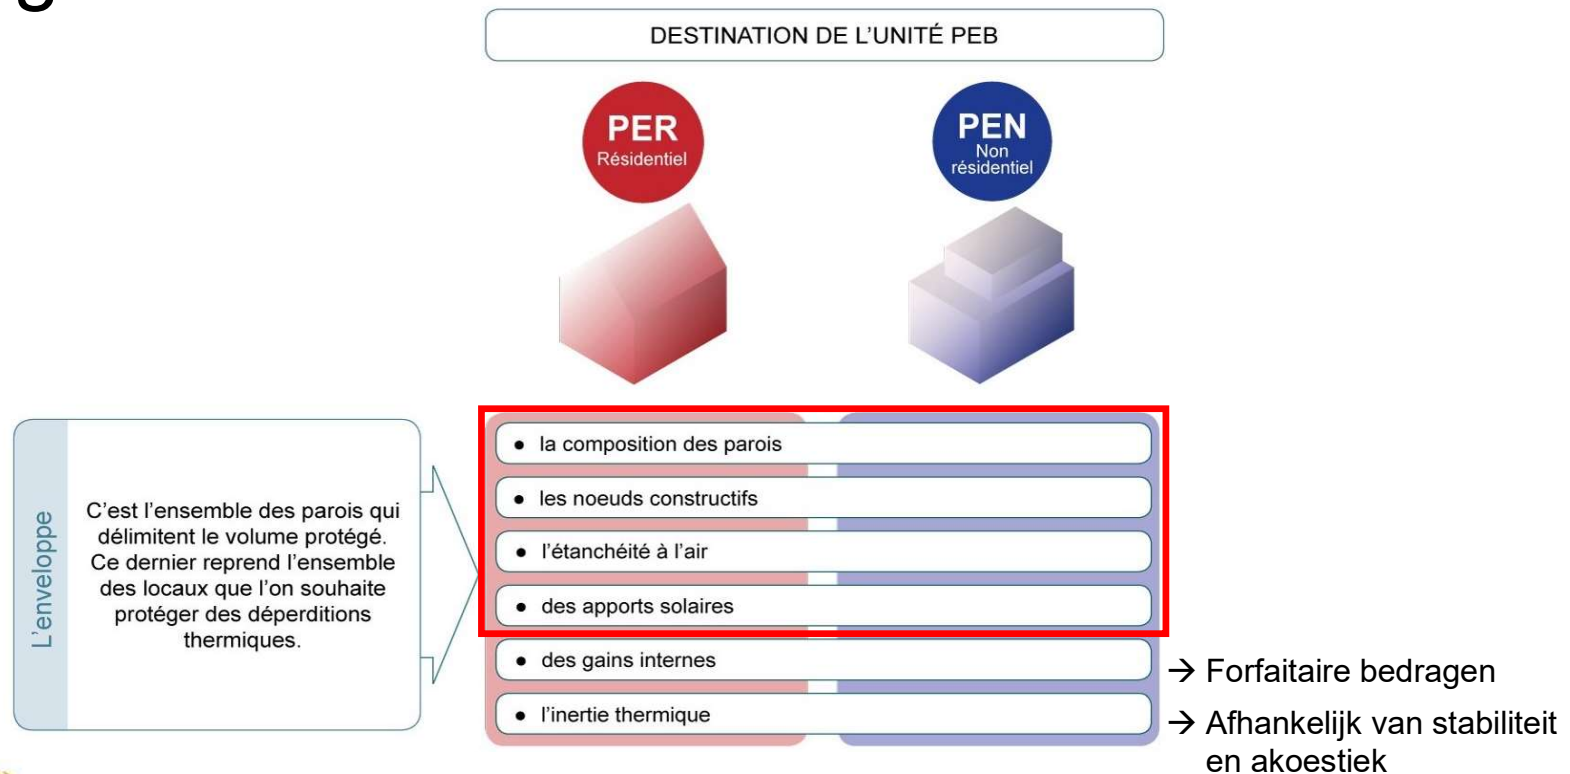 g
DESTINATION DE L'UNITÉ PEB
PER
Résidentiel
PEN
Non
résidentiel
L'enveloppe
C'est l'ensemble des parois qui
délimitent le volume protégé.
Ce dernier reprend l'ensemble
des locaux que l'on souhaite
protéger des déperditions
thermiques.
• la composition des parois
• les noeuds constructifs
• l'étanchéité à l'air
• des apports solaires
• des gains internes
• l'inertie thermique
→ Forfaitaire bedragen
→ Afhankelijk van stabiliteit
en akoestiek